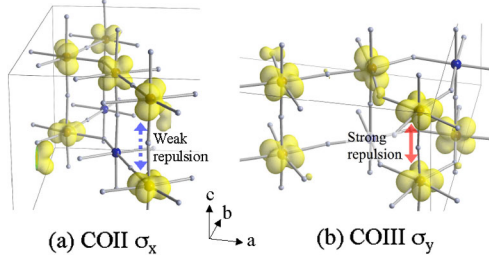 Weak
repulsion
Strong
repulsion
c
b
a
(a) COII σx
(b) COIII σy